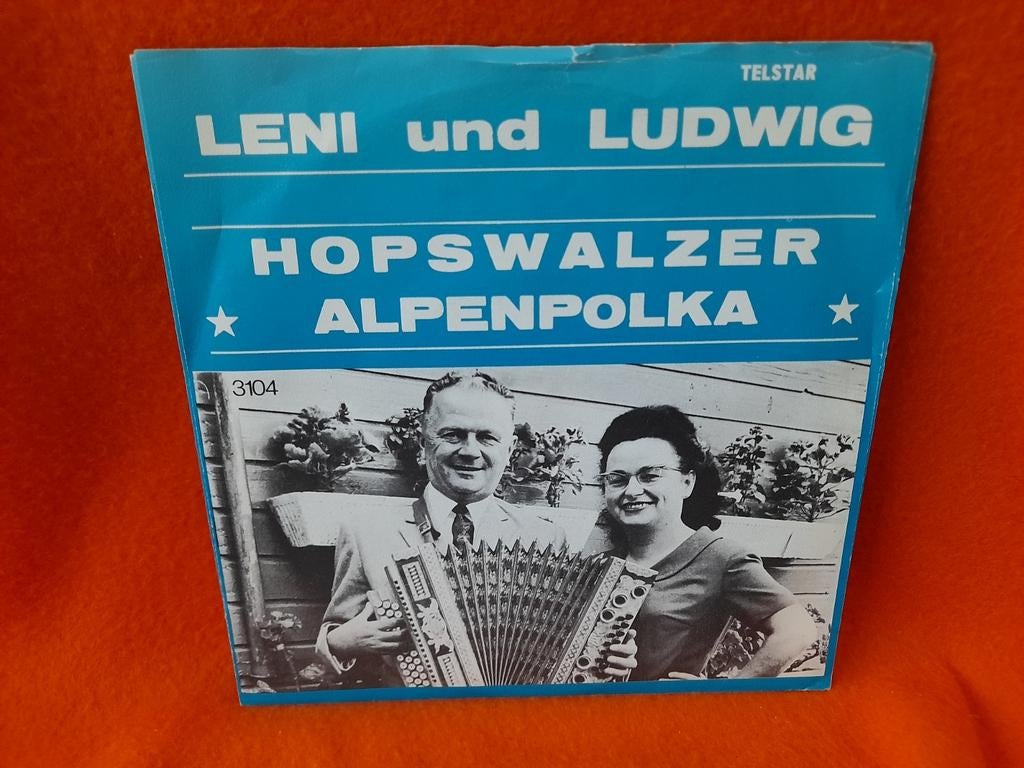 TELSTAR
LENI und LUDWIG
HOPSWALZER
ALPENPOLKA
3104